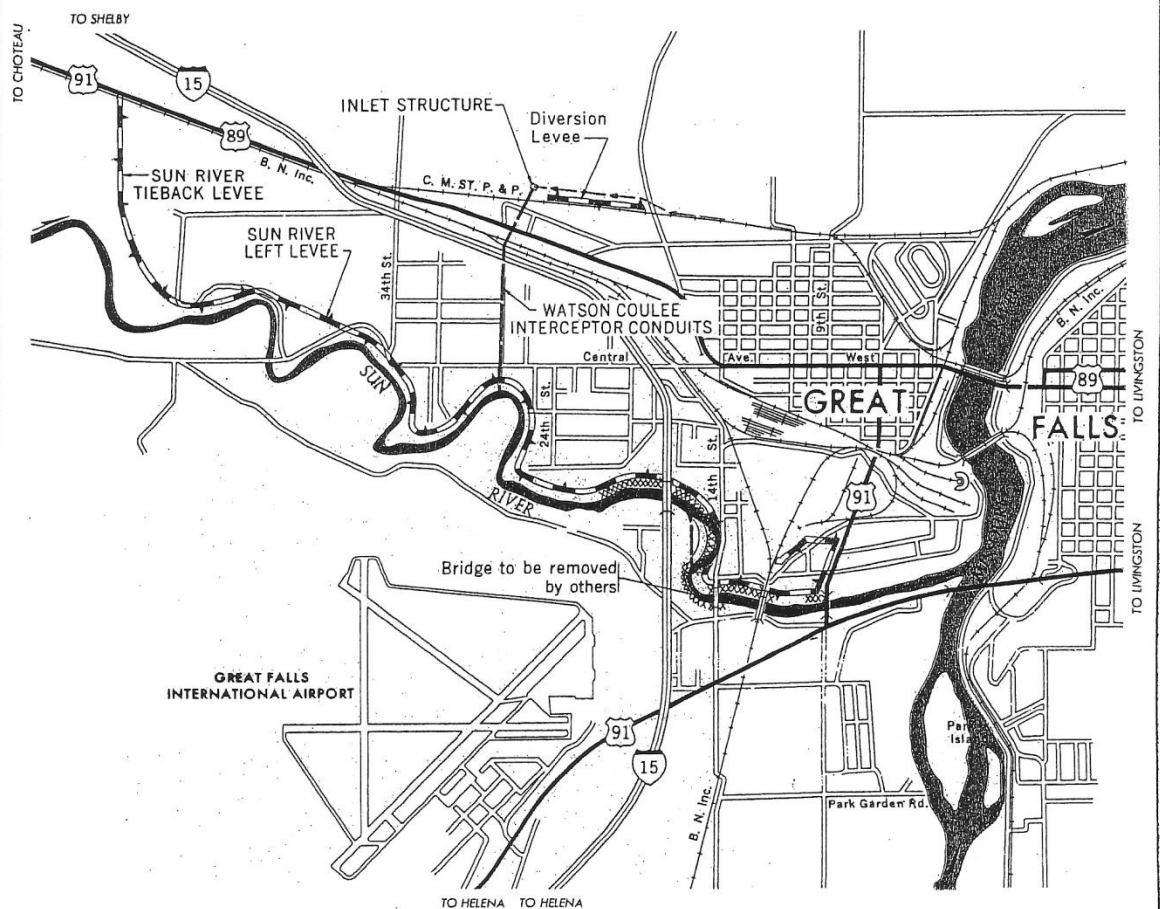 TO SHELBY
TO CHOTEAU
91
15
INLET STRUCTURE
Diversion
Levee
89
B. N. Inc.
C. M. ST. P. & P.
SUN RIVER
TIEBACK LEVEE
SUN RIVER
LEFT LEVEE
34th St.
WATSON COULEE
INTERCEPTOR CONDUITS
9th St.
B. N. Inc.
Central
Ave.
West
89
TO LIVINGSTON
SUN
24th St.
GREAT
FALLS
RIVER
14th St.
91
Bridge to be removed
by others
TO LIVINGSTON
GREAT FALLS
INTERNATIONAL AIRPORT
91
15
B. N. Inc.
Park Garden Rd.
TO HELENA
TO HELENA